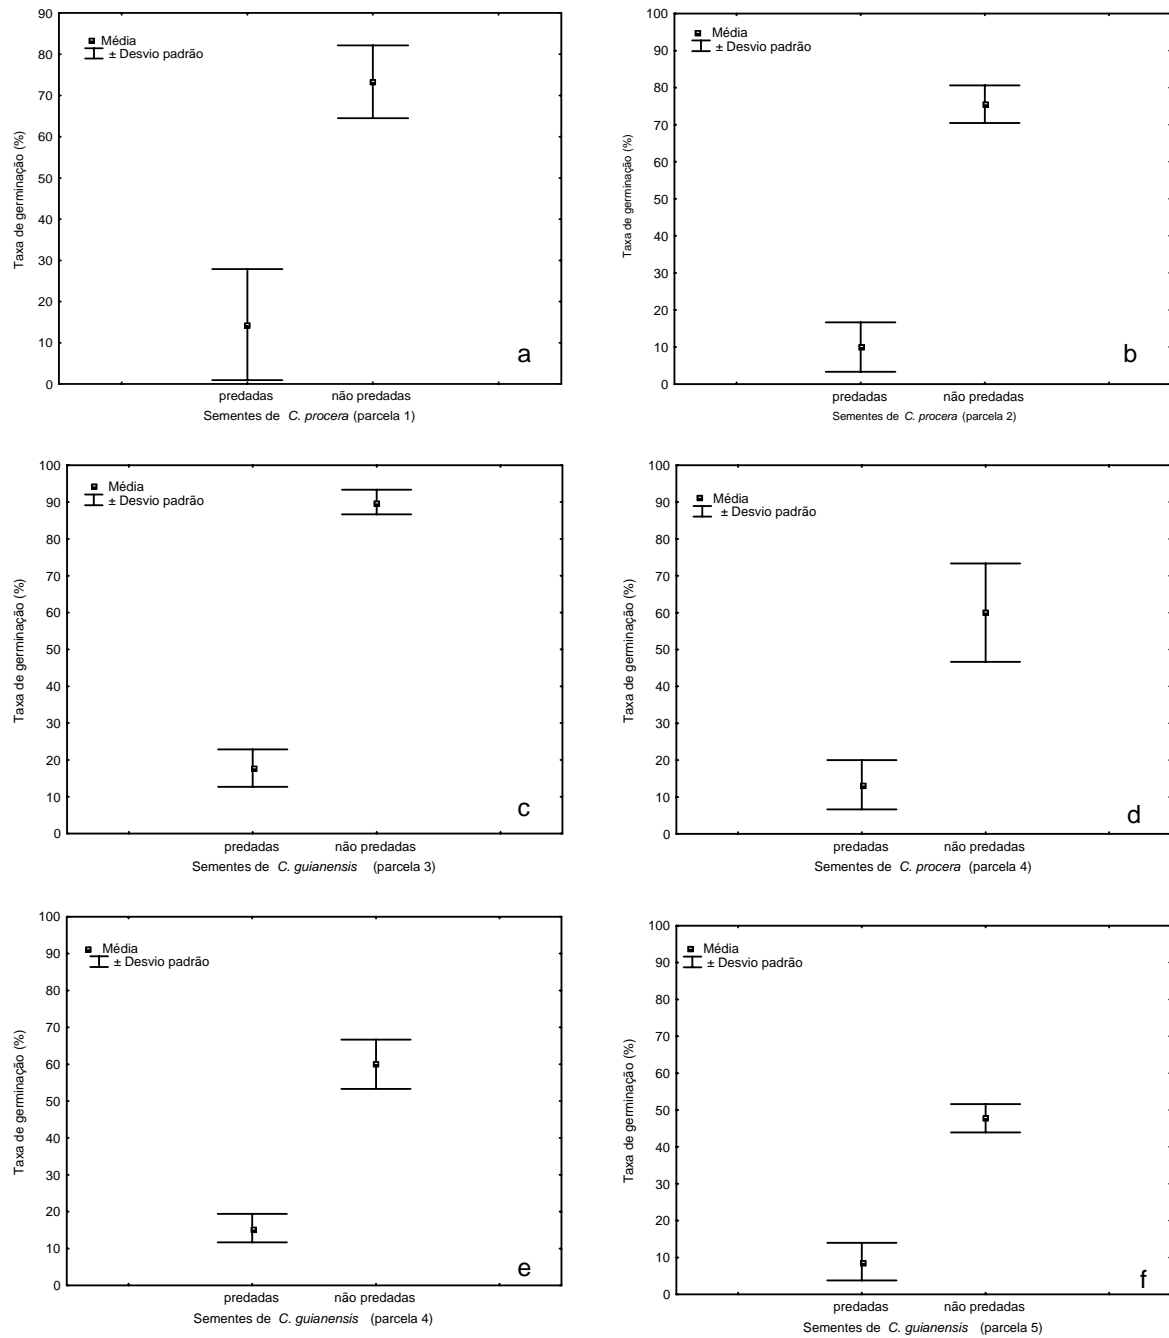 90
80
70
60
50
40
30
20
10
0
Taxa de germinação (%)
Média
± Desvio padrão
a
predadas não predadas
Sementes de C. procera (parcela 1)
100
90
80
70
60
50
40
30
20
10
0
Taxa de germinação (%)
Média
± Desvio padrão
b
predadas não predadas
Sementes de C. procera (parcela 2)
100
90
80
70
60
50
40
30
20
10
0
Taxa de germinação (%)
Média
± Desvio padrão
c
predadas não predadas
Sementes de C. guianensis (parcela 3)
100
90
80
70
60
50
40
30
20
10
0
Taxa de germinação (%)
Média
± Desvio padrão
d
predadas não predadas
Sementes de C. procera (parcela 4)
100
90
80
70
60
50
40
30
20
10
0
Taxa de germinação (%)
Média
± Desvio padrão
e
predadas não predadas
Sementes de C. guianensis (parcela 4)
100
90
80
70
60
50
40
30
20
10
0
Taxa de germinação (%)
Média
± Desvio padrão
f
predadas não predadas
Sementes de C. guianensis (parcela 5)